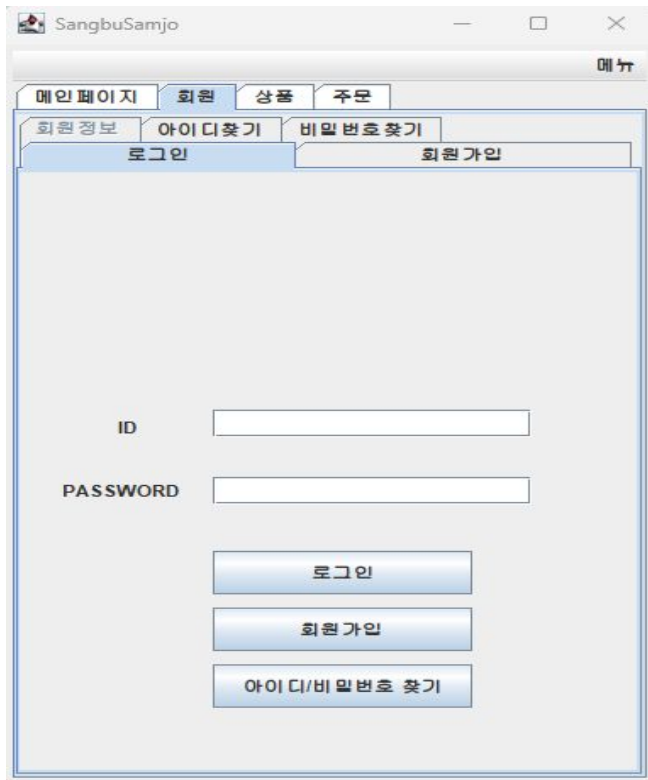 SangbuSamjo
메뉴
메인페이지 회원 상품 주문
회원정보 아이디찾기 비밀번호찾기
로그인 회원가입
ID
PASSWORD
로그인
회원가입
아이디/비밀번호 찾기